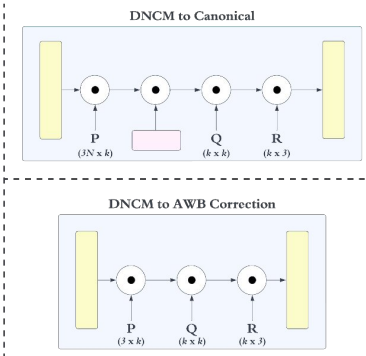 DNCM to Canonical
P Q R
(3N x k) (k x k) (k x 3)
DNCM to AWB Correction
P Q R
(3 x k) (k x k) (k x 3)